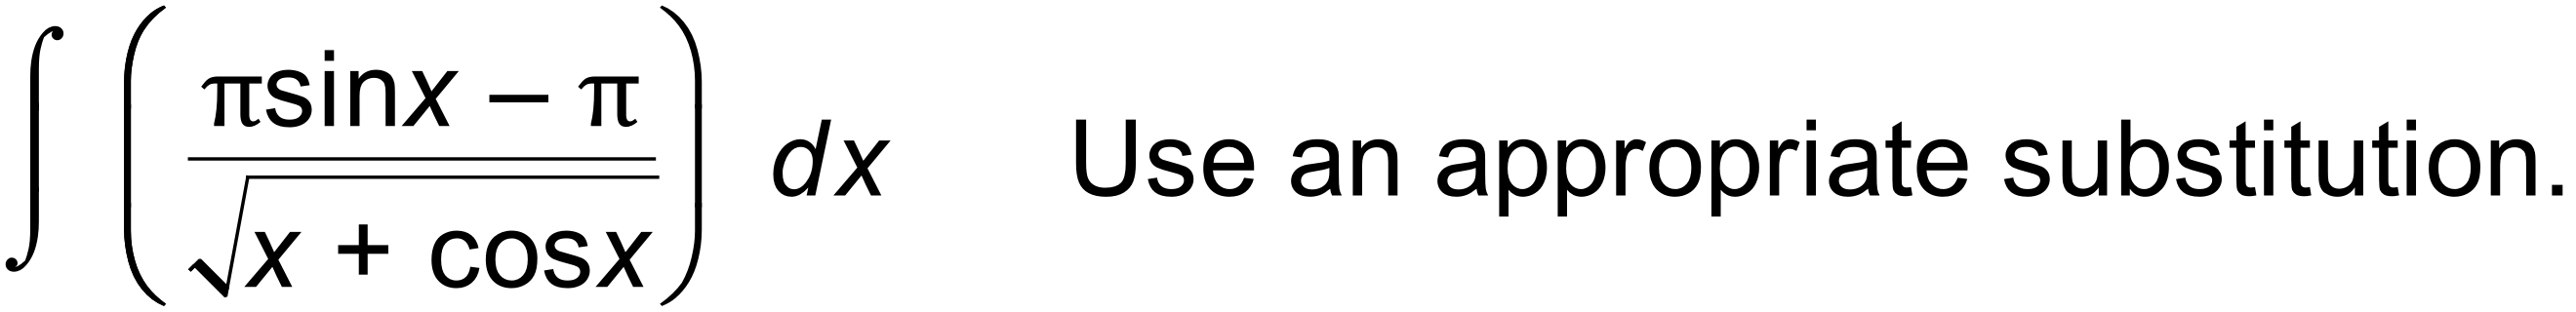 ∫ ( (πsinx − π) / √(x + cosx) ) dx Use an appropriate substitution.